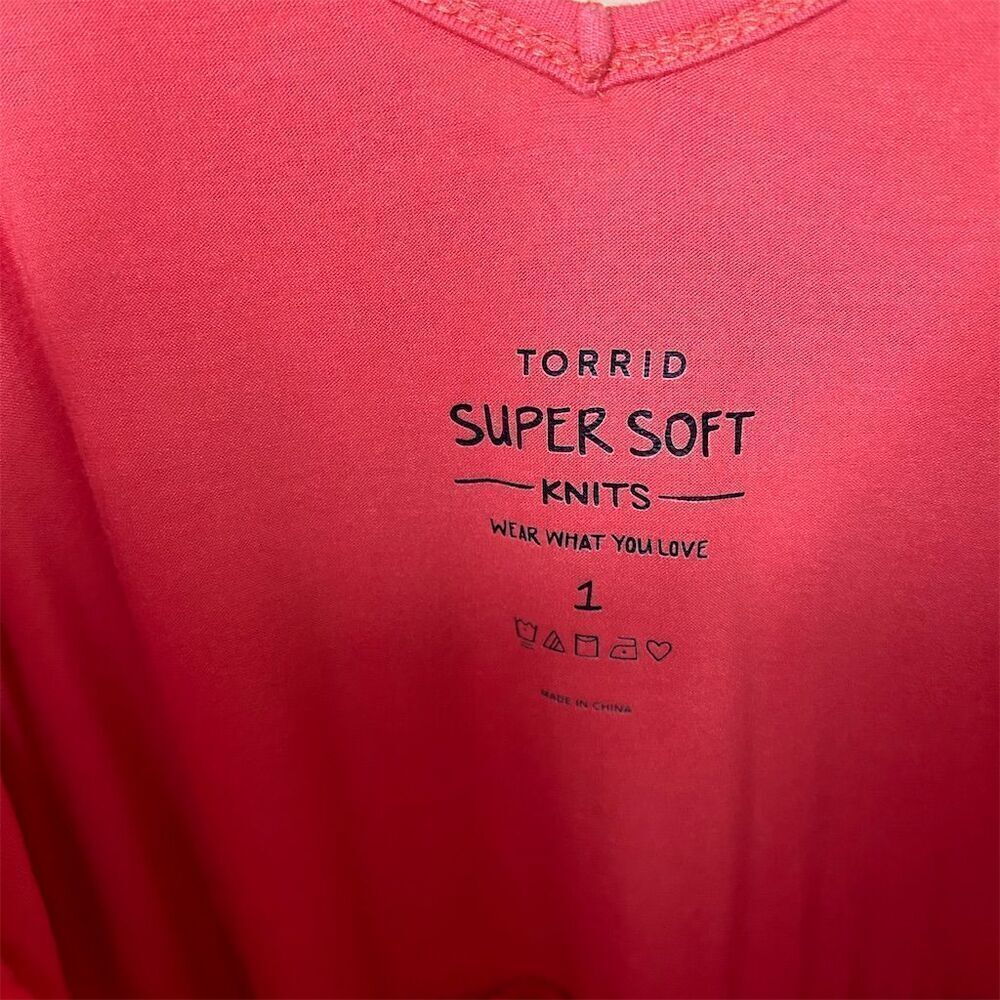 TORRID
SUPER SOFT
KNITS
WEAR WHAT YOU LOVE
1
MADE IN CHINA